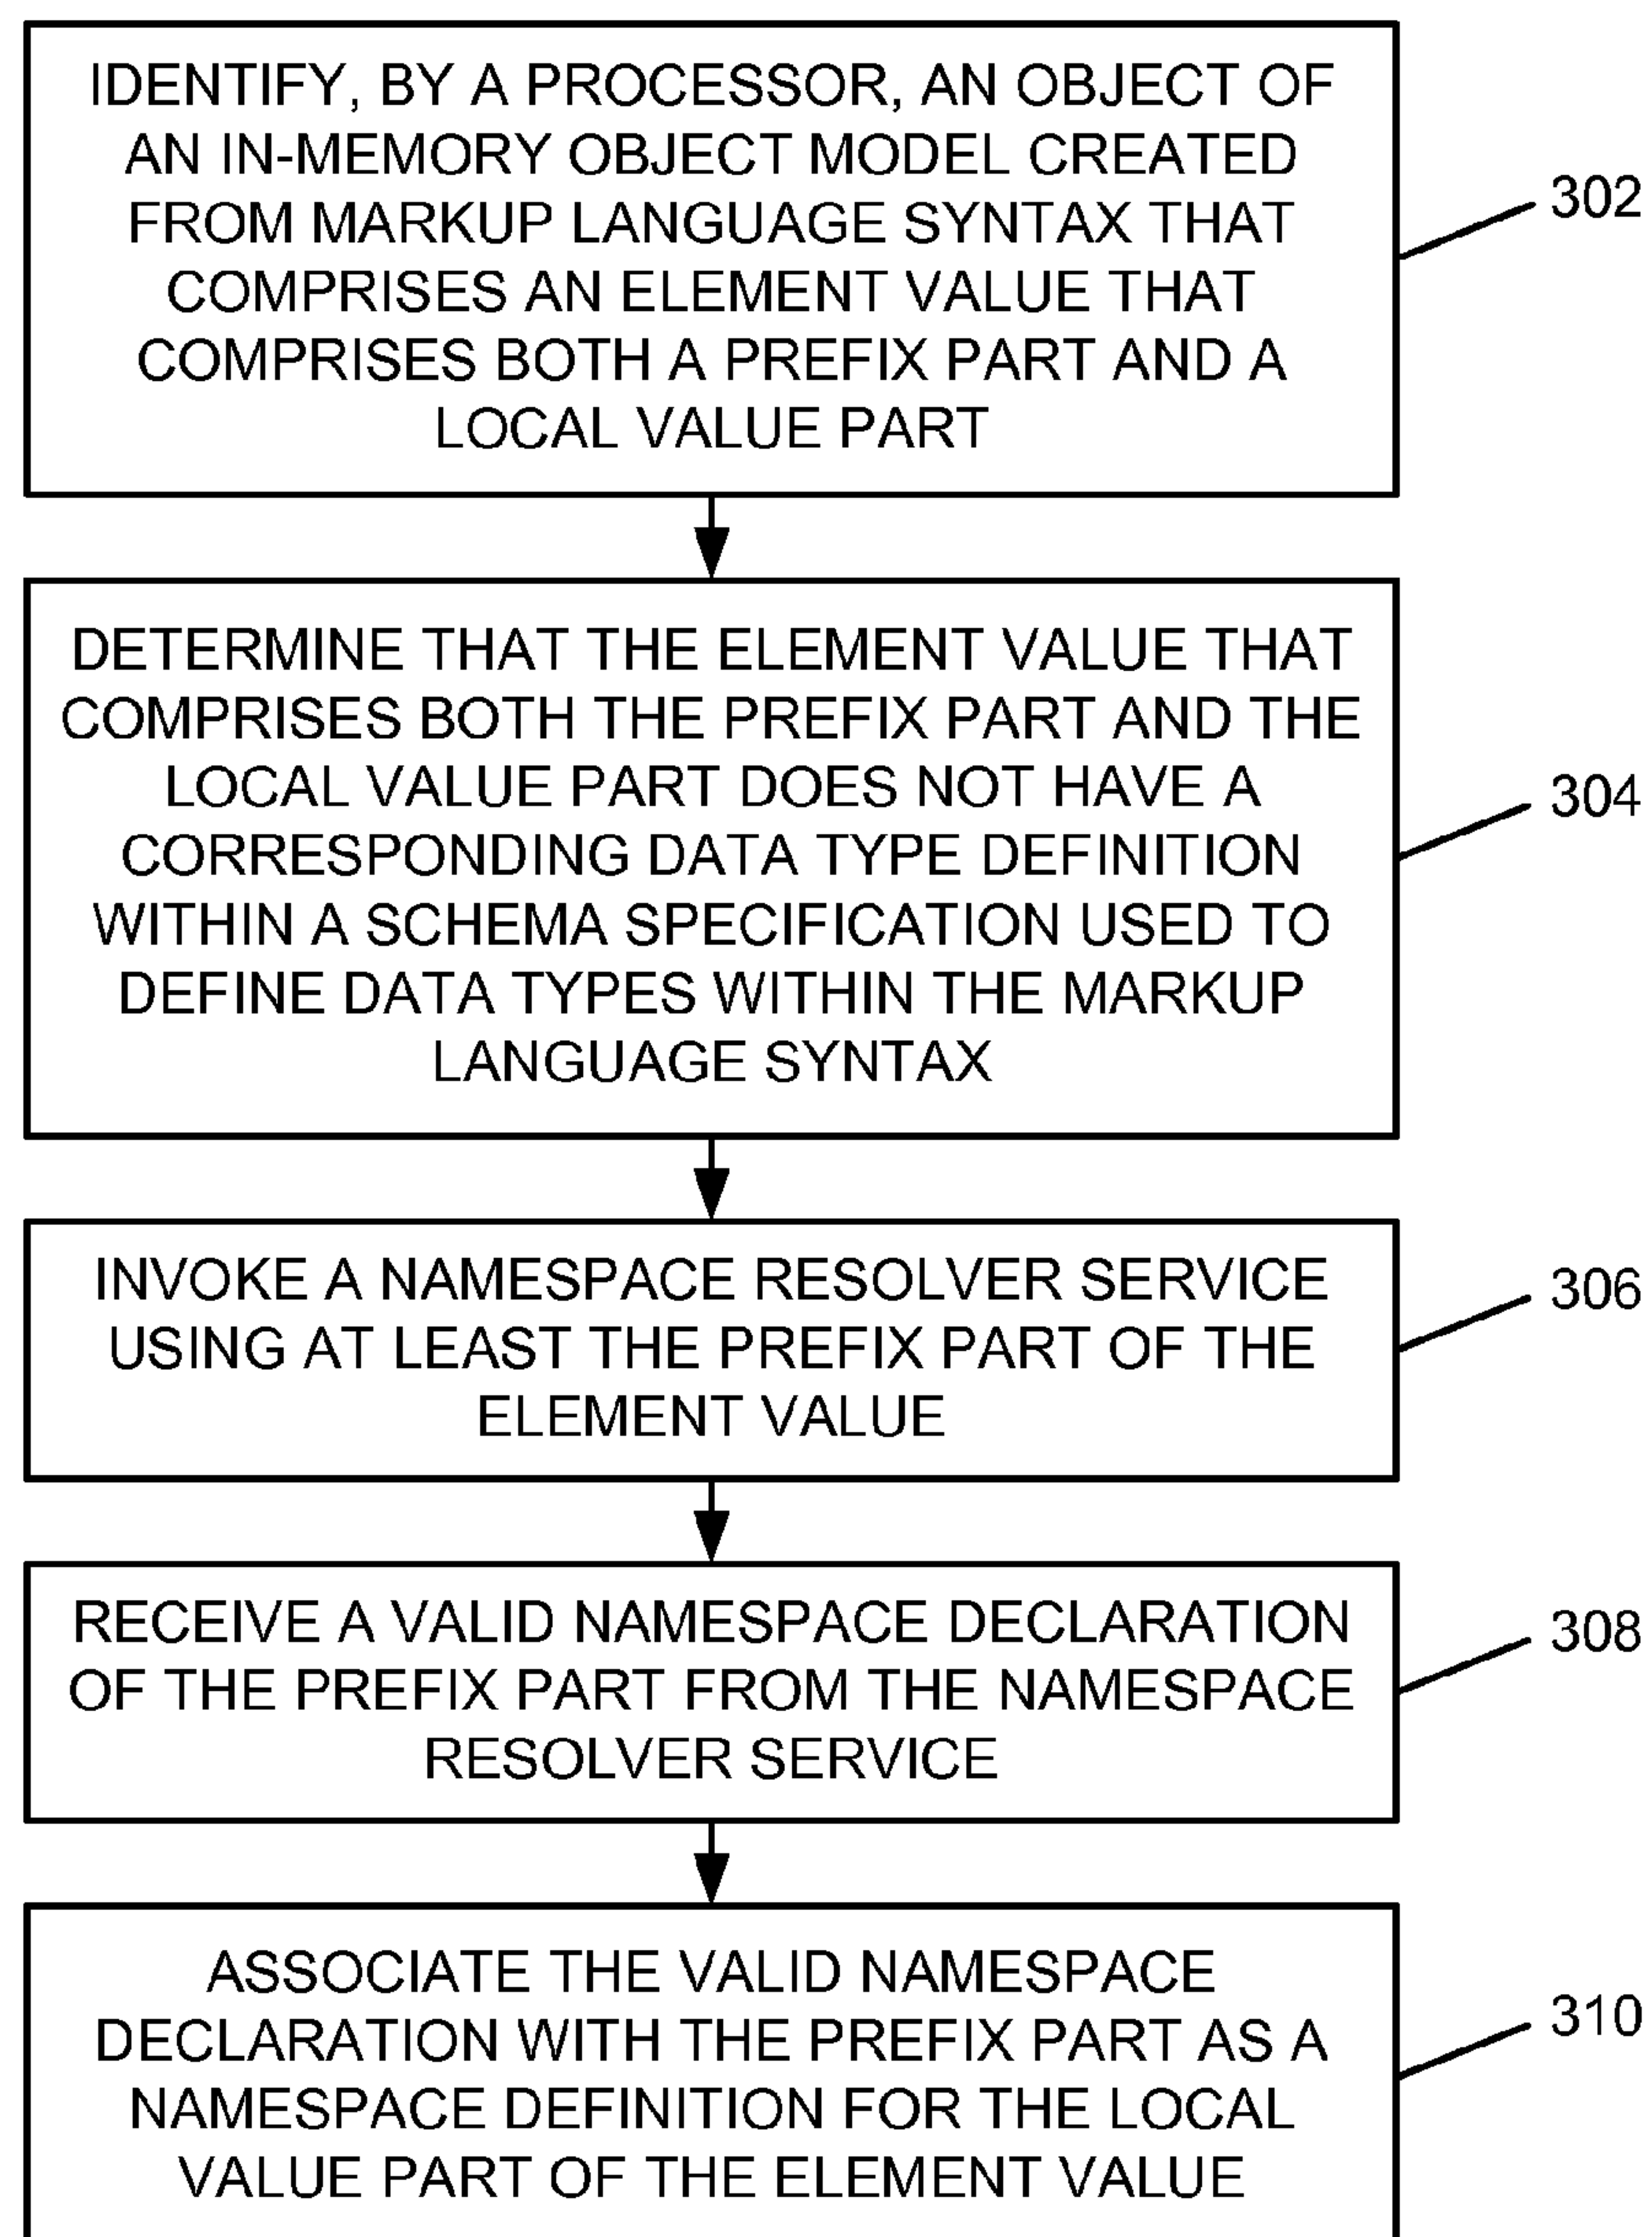 IDENTIFY, BY A PROCESSOR, AN OBJECT OF
AN IN-MEMORY OBJECT MODEL CREATED
FROM MARKUP LANGUAGE SYNTAX THAT
COMPRISES AN ELEMENT VALUE THAT
COMPRISES BOTH A PREFIX PART AND A
LOCAL VALUE PART
302
DETERMINE THAT THE ELEMENT VALUE THAT
COMPRISES BOTH THE PREFIX PART AND THE
LOCAL VALUE PART DOES NOT HAVE A
CORRESPONDING DATA TYPE DEFINITION
WITHIN A SCHEMA SPECIFICATION USED TO
DEFINE DATA TYPES WITHIN THE MARKUP
LANGUAGE SYNTAX
304
INVOKE A NAMESPACE RESOLVER SERVICE
USING AT LEAST THE PREFIX PART OF THE
ELEMENT VALUE
306
RECEIVE A VALID NAMESPACE DECLARATION
OF THE PREFIX PART FROM THE NAMESPACE
RESOLVER SERVICE
308
ASSOCIATE THE VALID NAMESPACE
DECLARATION WITH THE PREFIX PART AS A
NAMESPACE DEFINITION FOR THE LOCAL
VALUE PART OF THE ELEMENT VALUE
310